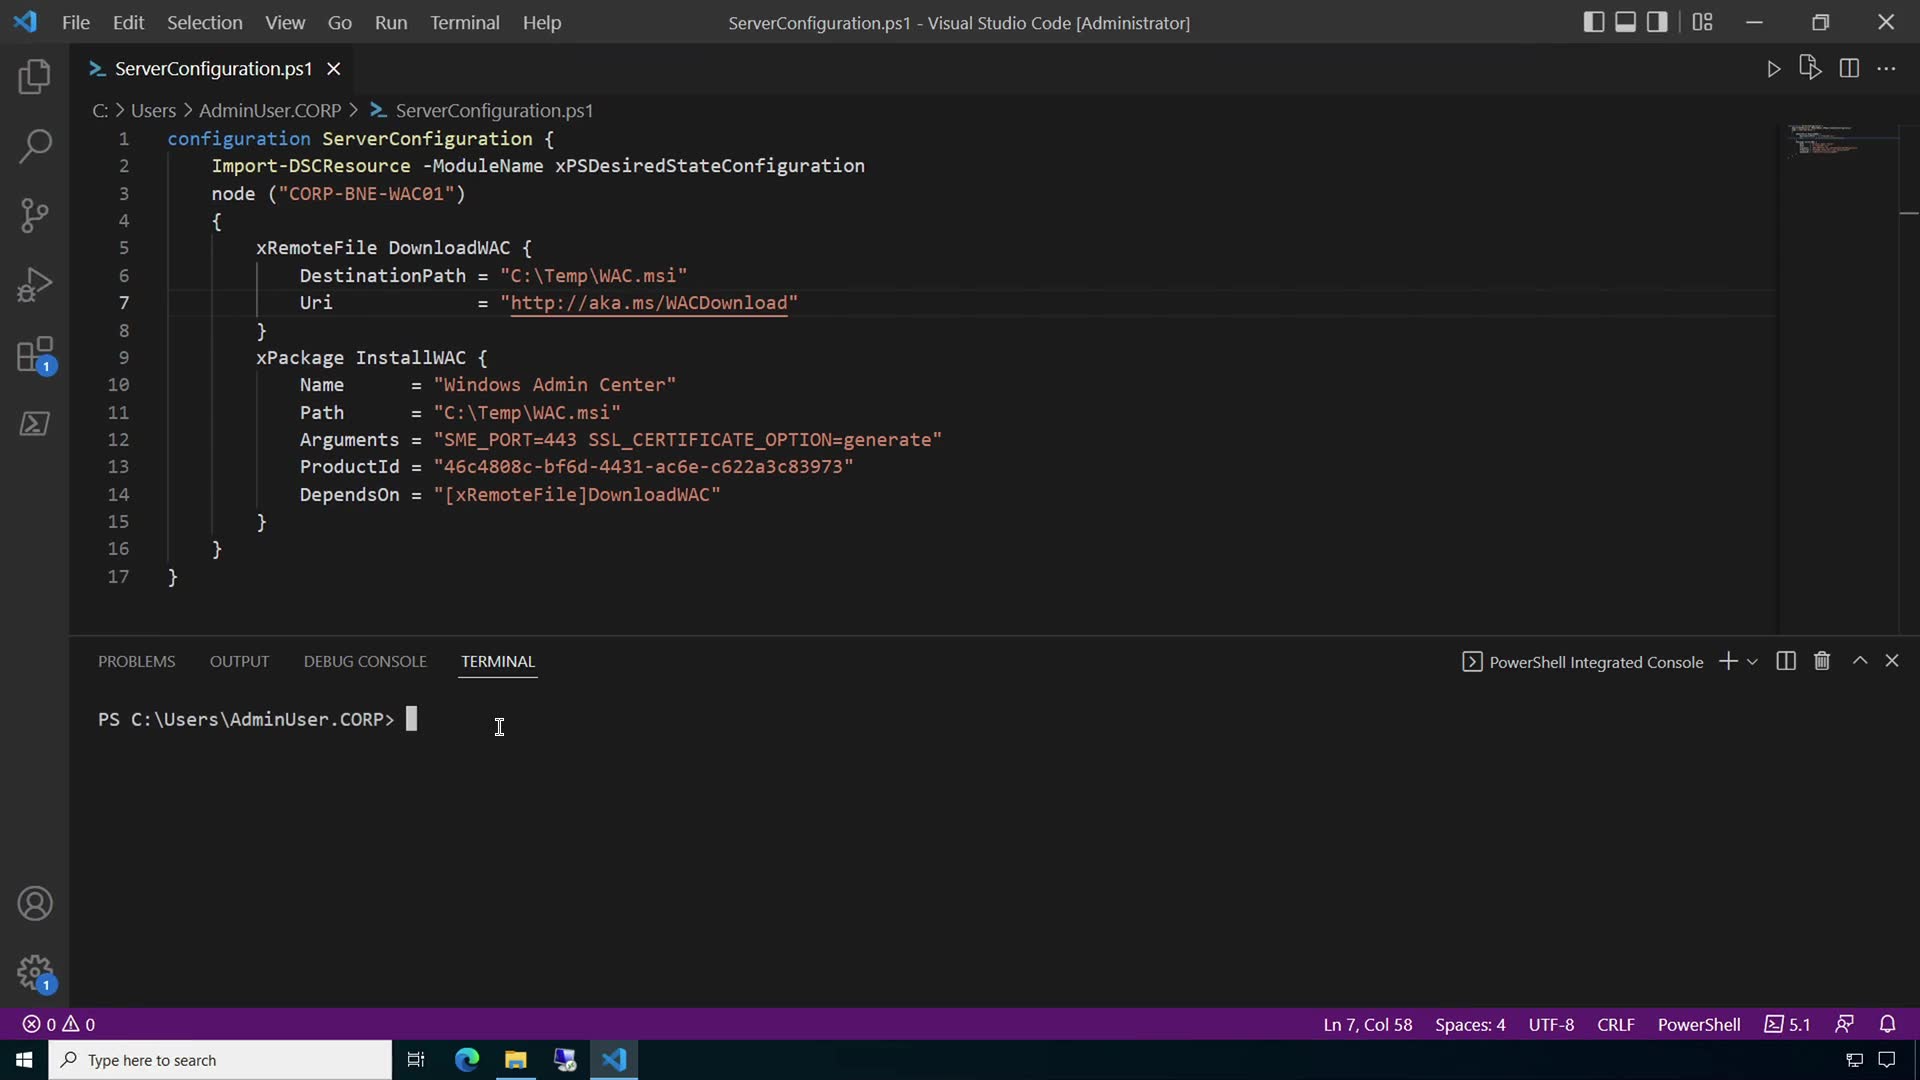 File Edit Selection View Go Run Terminal Help
ServerConfiguration.ps1 - Visual Studio Code [Administrator]
ServerConfiguration.ps1
C: > Users > AdminUser.CORP > ServerConfiguration.ps1
1 configuration ServerConfiguration {
2 Import-DSCResource -ModuleName xPSDesiredStateConfiguration
3 node ("CORP-BNE-WAC01")
4 {
5 xRemoteFile DownloadWAC {
6 DestinationPath = "C:\Temp\WAC.msi"
7 Uri = "http://aka.ms/WACDownload"
8 }
9 xPackage InstallWAC {
10 Name = "Windows Admin Center"
11 Path = "C:\Temp\WAC.msi"
12 Arguments = "SME_PORT=443 SSL_CERTIFICATE_OPTION=generate"
13 ProductId = "46c4808c-bf6d-4431-ac6e-c622a3c83973"
14 DependsOn = "[xRemoteFile]DownloadWAC"
15 }
16 }
17 }
1
PROBLEMS OUTPUT DEBUG CONSOLE TERMINAL
PowerShell Integrated Console
PS C:\Users\AdminUser.CORP>
1
0 0
Ln 7, Col 58 Spaces: 4 UTF-8 CRLF PowerShell 5.1
Type here to search